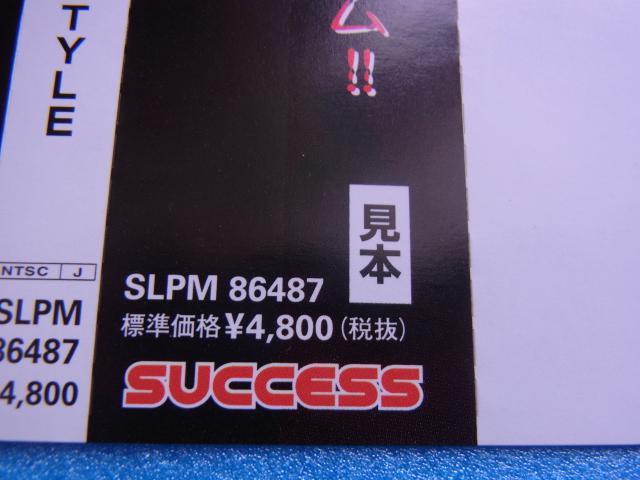 TYLE
NTSC J
SLPM
86487
4,800
ム!!
見本
SLPM 86487
標準価格¥4,800(税抜)
SUCCESS